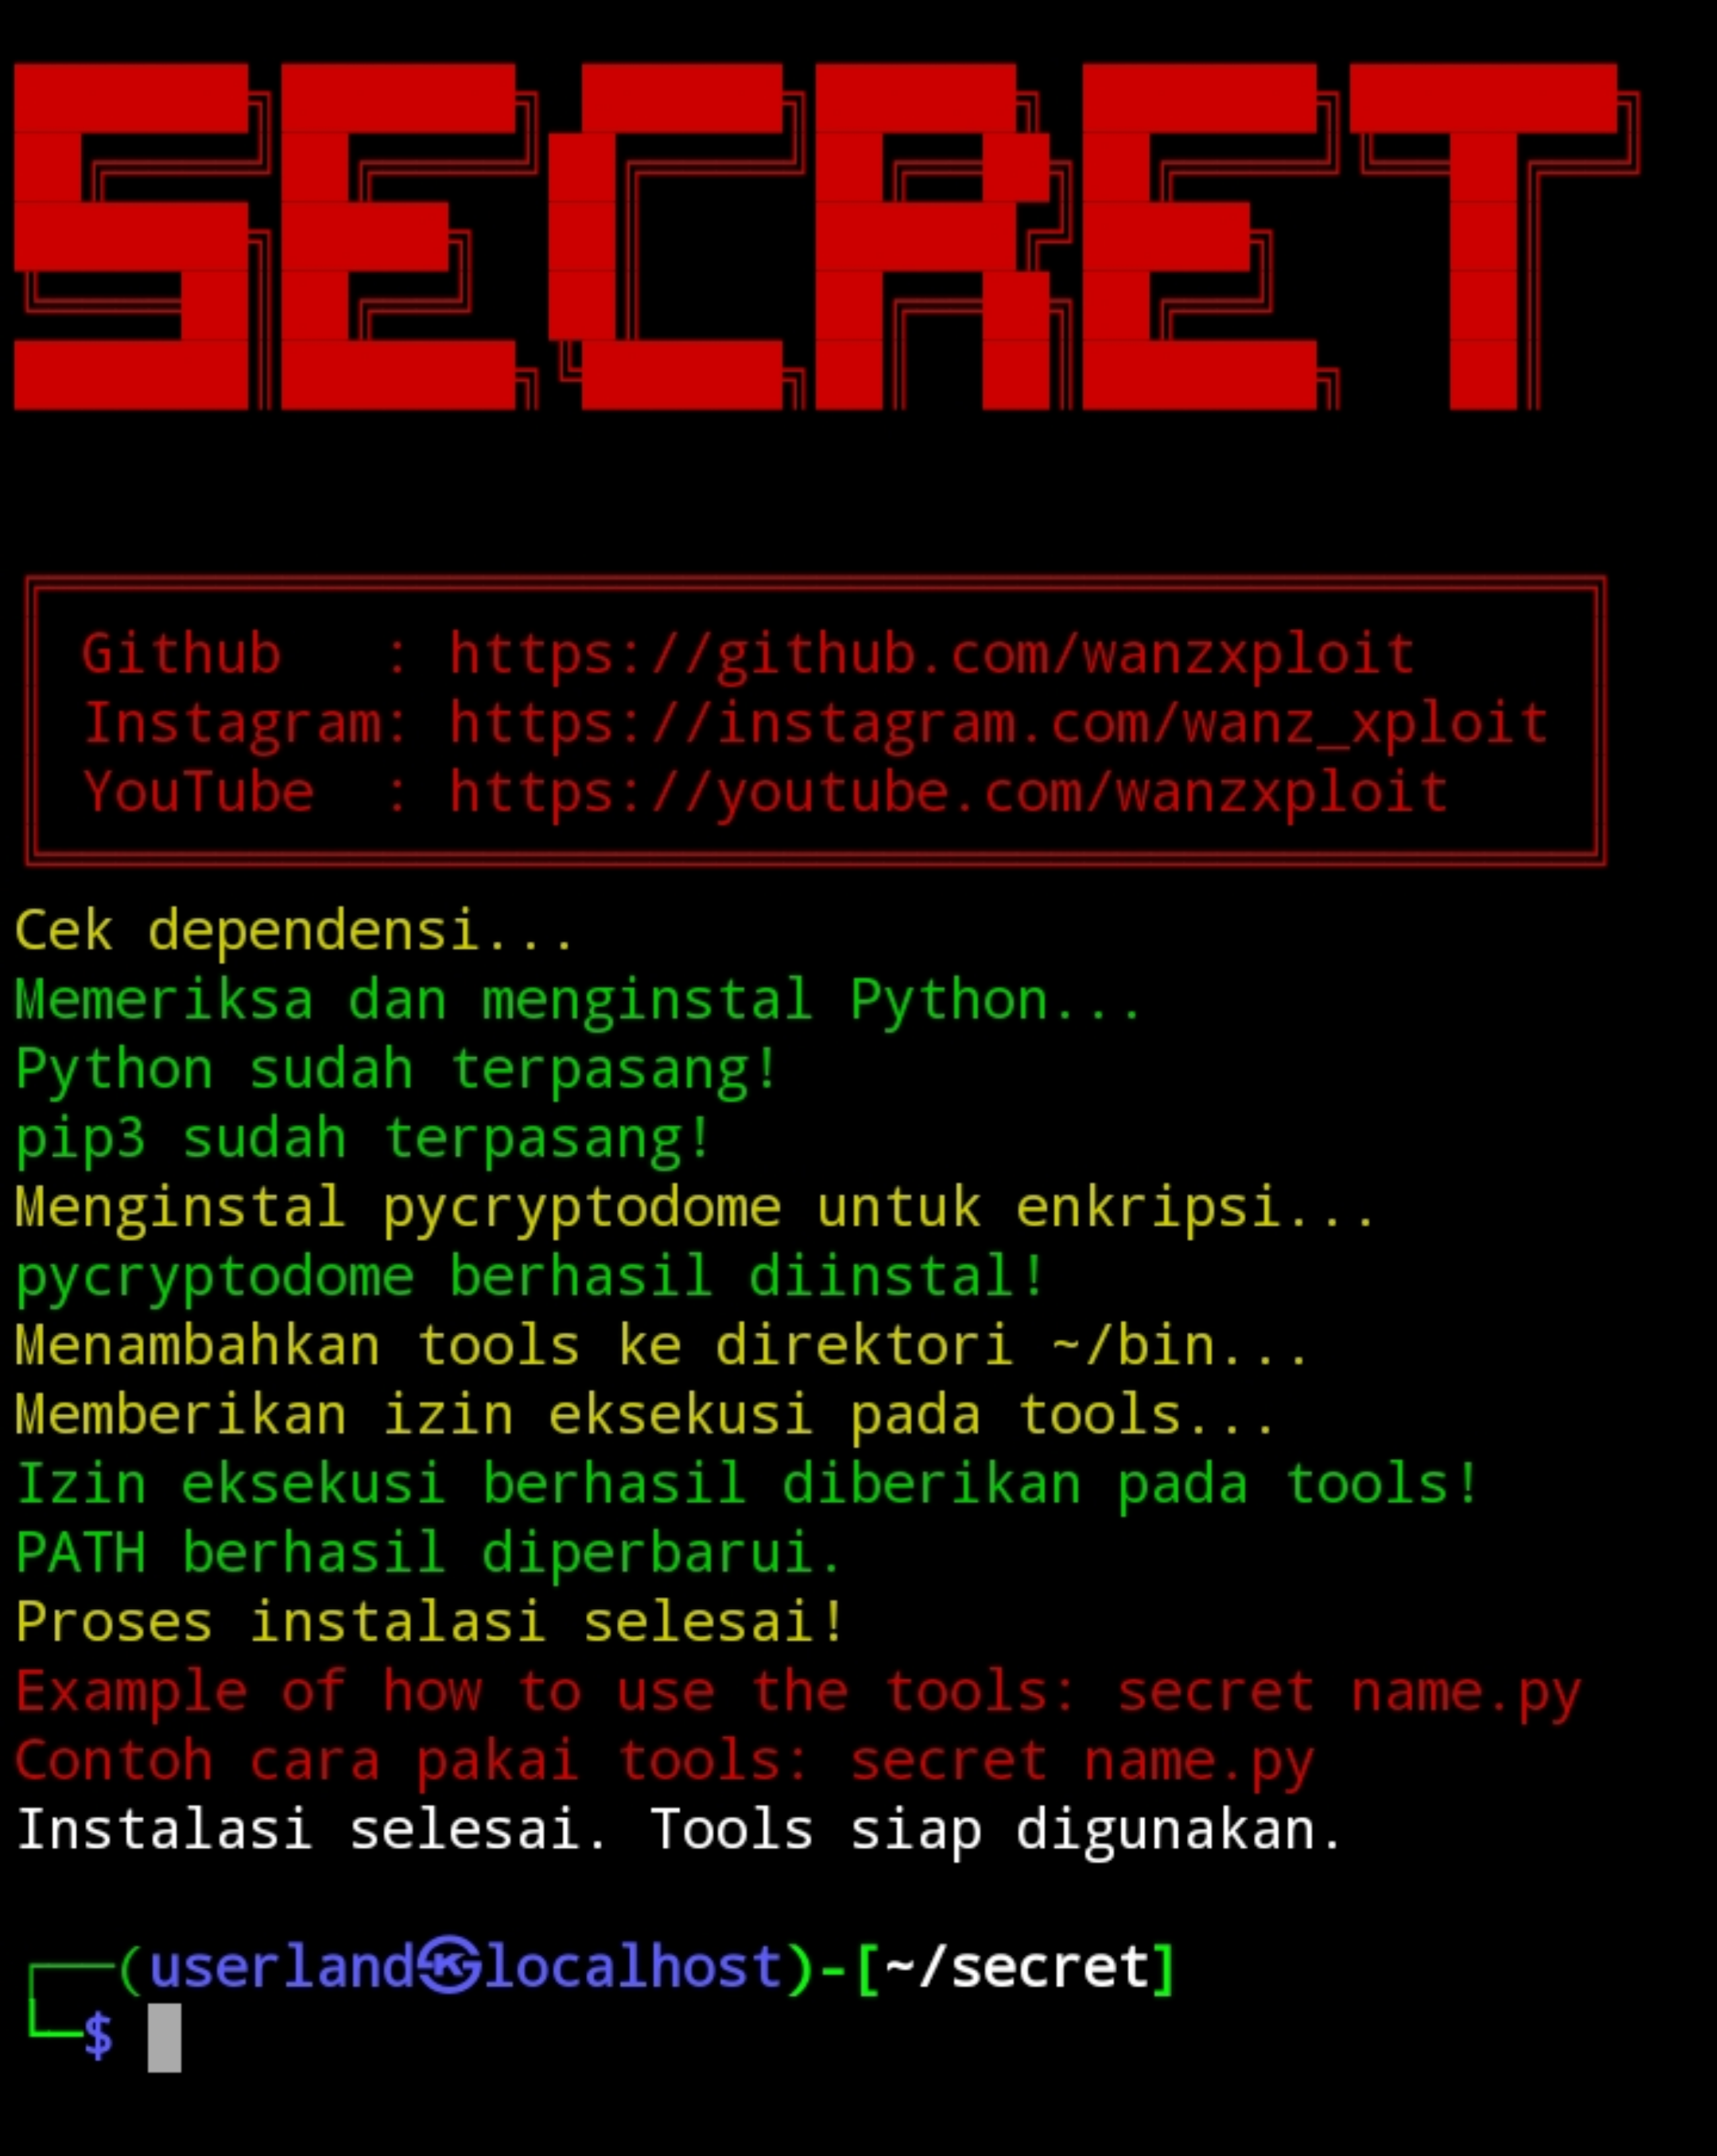 SECRET
Github   : https://github.com/wanzxploit
Instagram: https://instagram.com/wanz_xploit
YouTube  : https://youtube.com/wanzxploit
Cek dependensi...
Memeriksa dan menginstal Python...
Python sudah terpasang!
pip3 sudah terpasang!
Menginstal pycryptodome untuk enkripsi...
pycryptodome berhasil diinstal!
Menambahkan tools ke direktori ~/bin...
Memberikan izin eksekusi pada tools...
Izin eksekusi berhasil diberikan pada tools!
PATH berhasil diperbarui.
Proses instalasi selesai!
Example of how to use the tools: secret name.py
Contoh cara pakai tools: secret name.py
Instalasi selesai. Tools siap digunakan.
┌──(userland㉿localhost)-[~/secret]
└─$